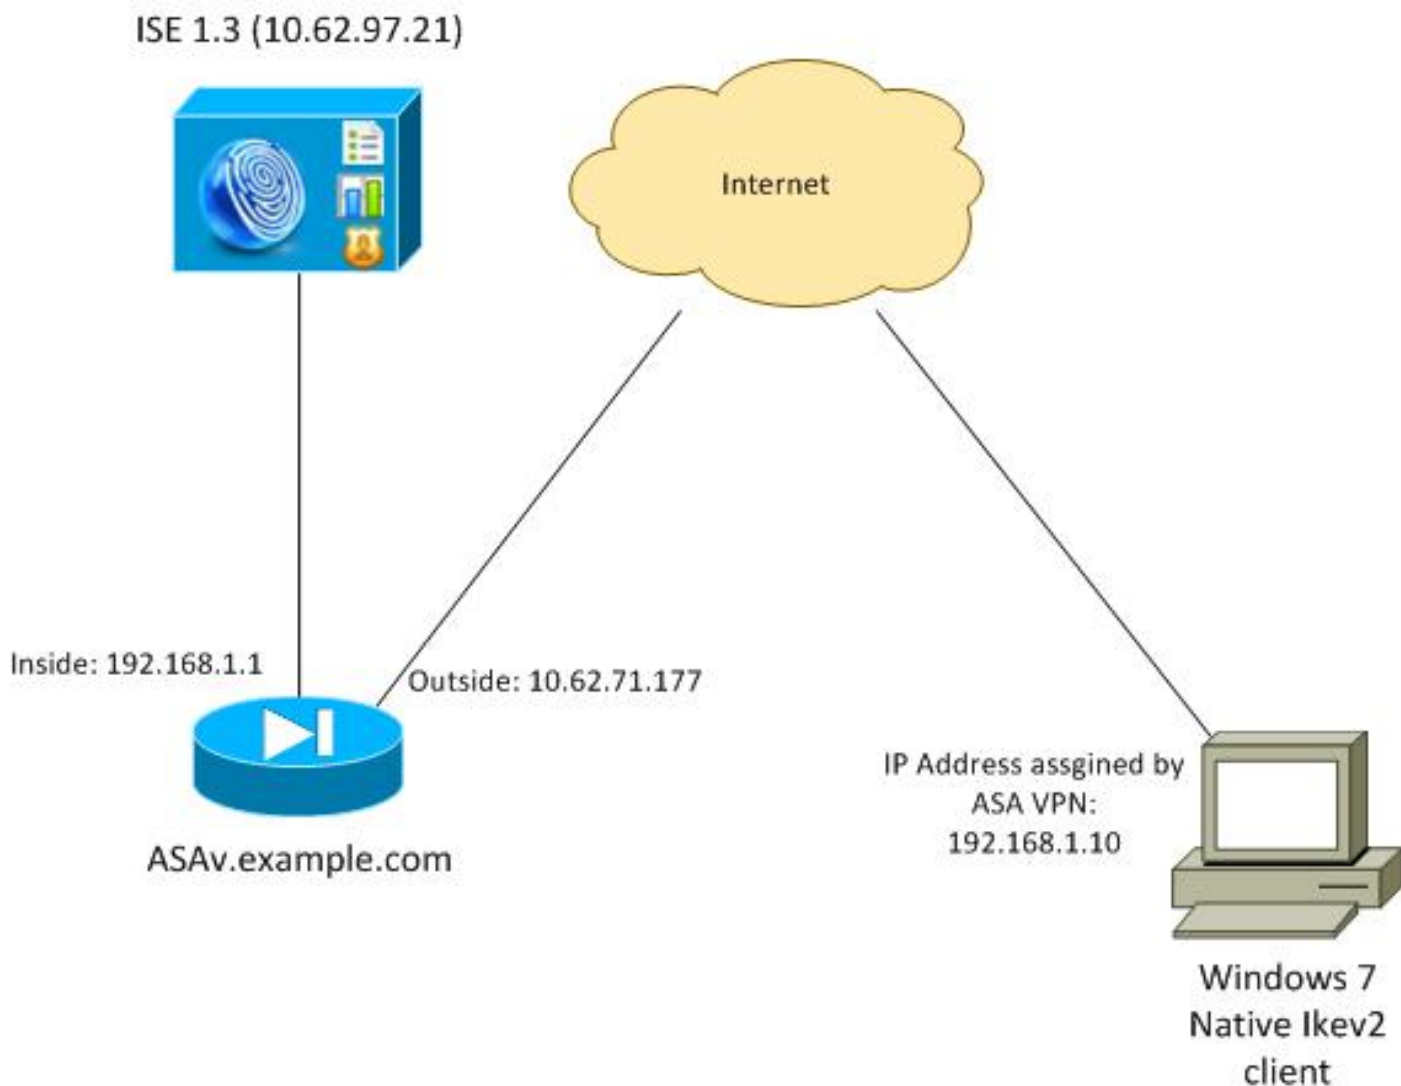 ISE 1.3 (10.62.97.21)
Internet
Inside: 192.168.1.1
Outside: 10.62.71.177
ASAv.example.com
IP Address assgined by
ASA VPN:
192.168.1.10
Windows 7
Native Ikev2
client